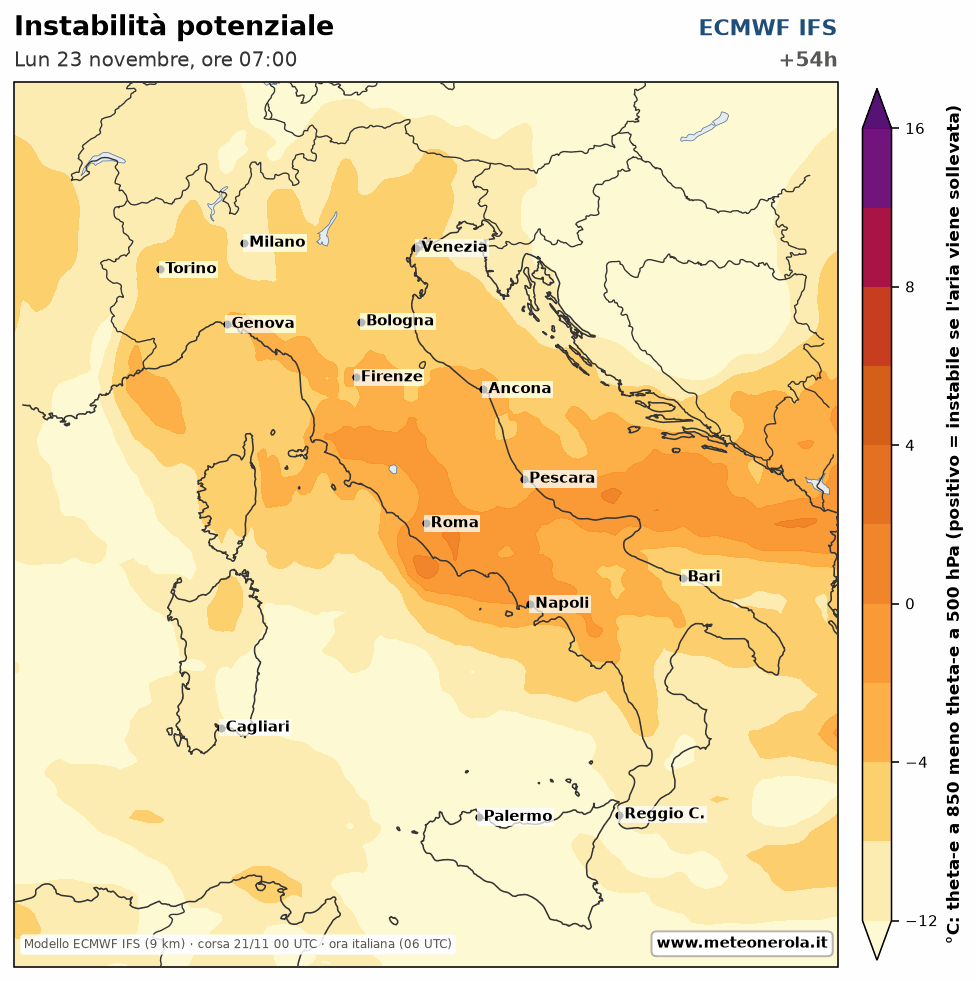 Instabilità potenziale
ECMWF IFS
Lun 23 novembre, ore 07:00
+54h
Milano
Venezia
Torino
Genova
Bologna
Firenze
Ancona
Pescara
Roma
Bari
Napoli
Cagliari
Palermo
Reggio C.
16
8
4
0
−4
−12
°C: theta-e a 850 meno theta-e a 500 hPa (positivo = instabile se l'aria viene sollevata)
Modello ECMWF IFS (9 km) · corsa 21/11 00 UTC · ora italiana (06 UTC)
www.meteonerola.it